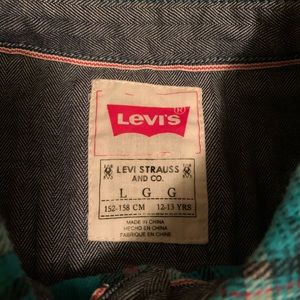 Levi's®
LEVI STRAUSS
AND CO.
L G G
152-158 CM 12-13 YRS
MADE IN CHINA
HECHO EN CHINA
FABRIQUE EN CHINE